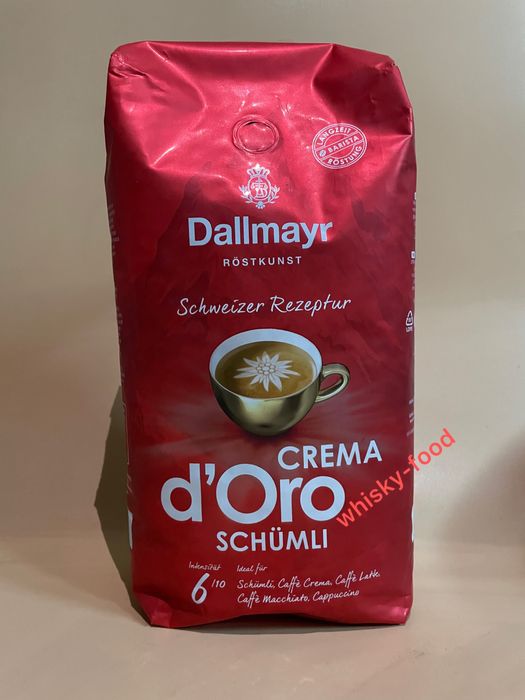 LANGZEIT
BARISTA
RÖSTUNG
Dallmayr
RÖSTKUNST
Schweizer Rezeptur
CREMA
d'Oro
SCHÜMLI
whisky-food
Intensität
6/10
Ideal für
Schümli, Caffè Crema, Caffè Latte,
Caffè Macchiato, Cappuccino